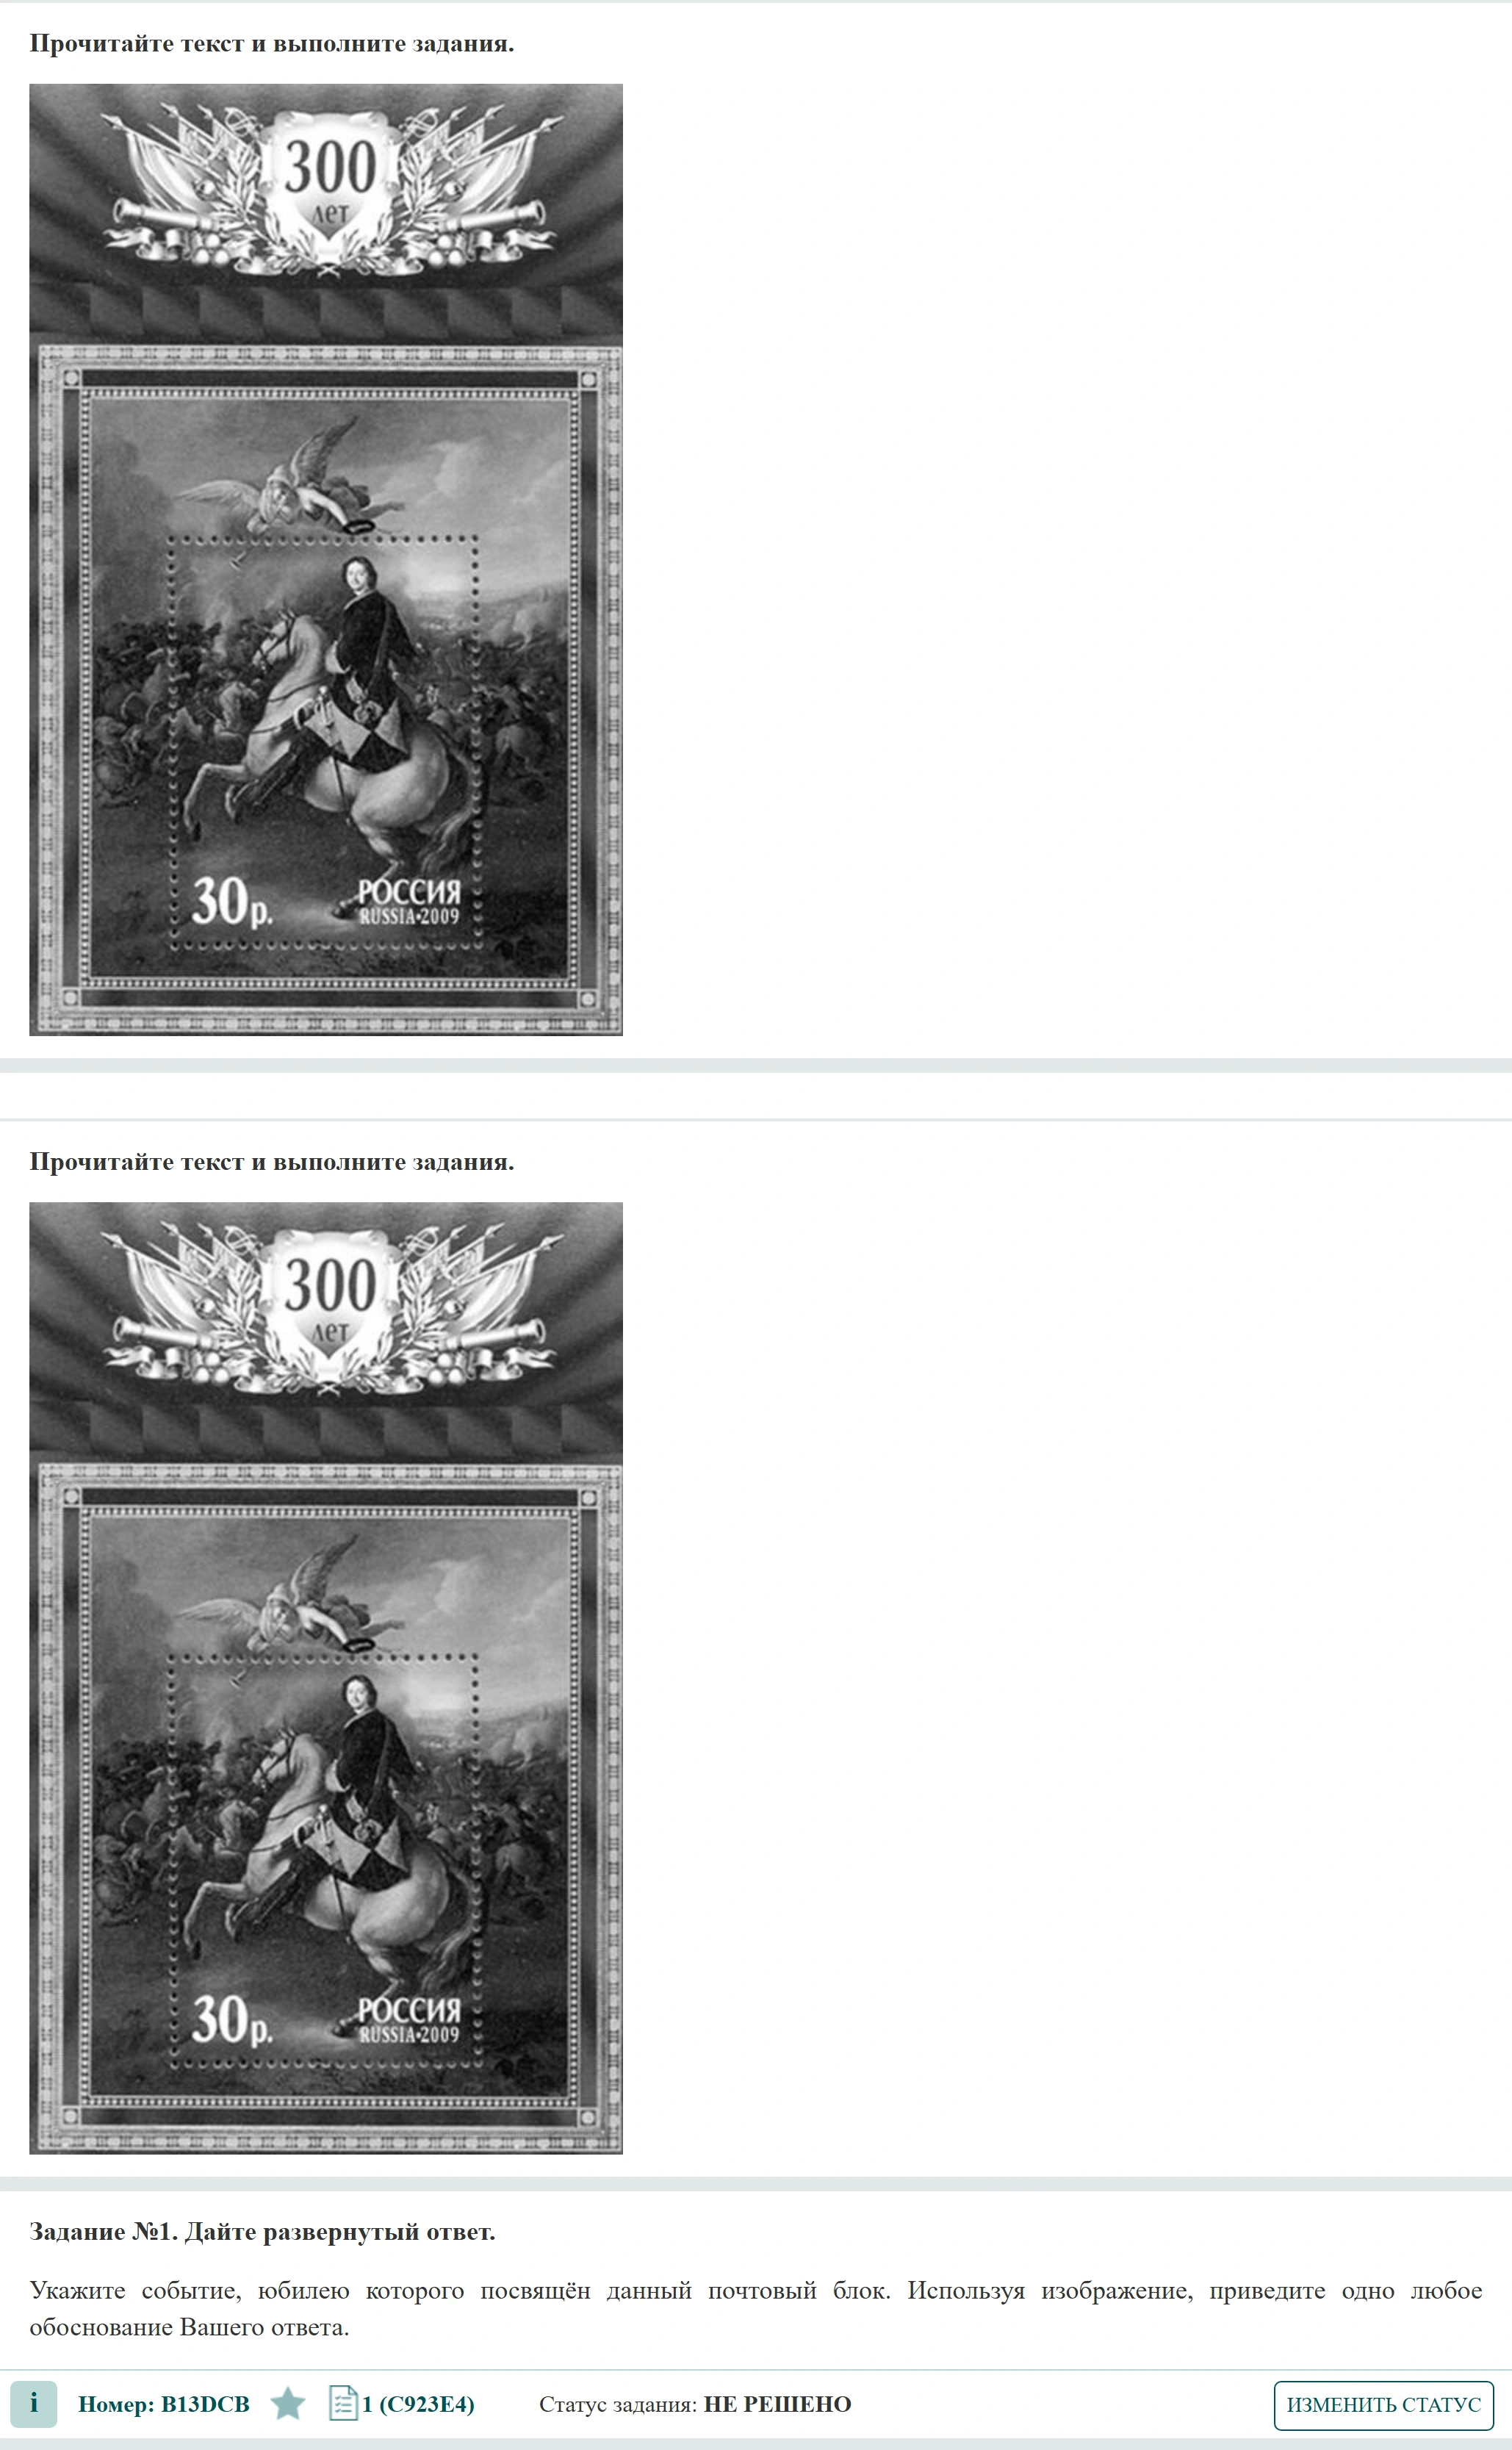 Прочитайте текст и выполните задания.
300
лет
30р.
РОССИЯ
RUSSIA•2009
Прочитайте текст и выполните задания.
300
лет
30р.
РОССИЯ
RUSSIA•2009
Задание №1. Дайте развернутый ответ.
Укажите событие, юбилею которого посвящён данный почтовый блок. Используя изображение, приведите одно любое
обоснование Вашего ответа.
i Номер: B13DCB 1 (C923E4) Статус задания: НЕ РЕШЕНО ИЗМЕНИТЬ СТАТУС